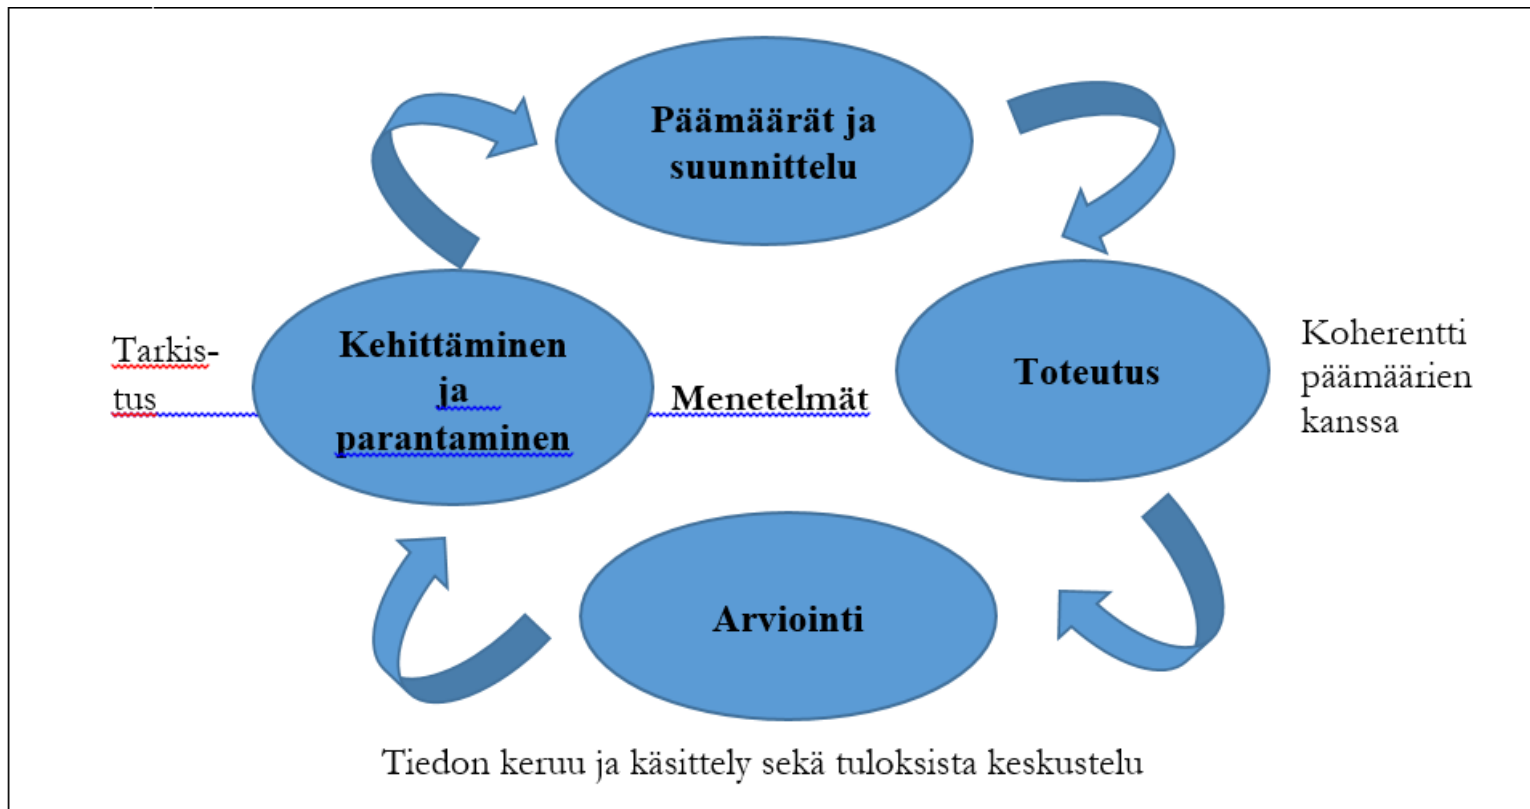 Päämäärät ja
suunnittelu
Tarkis-
tus
Kehittäminen
ja
parantaminen
Menetelmät
Toteutus
Koherentti
päämäärien
kanssa
Arviointi
Tiedon keruu ja käsittely sekä tuloksista keskustelu